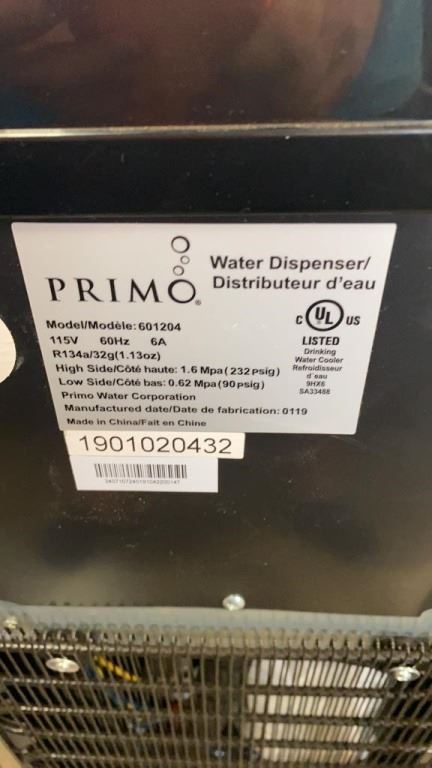 PRIMO®
Water Dispenser/
Distributeur d'eau
Model/Modèle: 601204
115V 60Hz 6A
R134a/32g(1.13oz)
High Side/Côté haute: 1.6 Mpa (232 Psig)
Low Side/Côté bas: 0.62 Mpa (90 psig)
Primo Water Corporation
Manufactured date/Date de fabrication: 0119
Made in China/Fait en Chine
C UL US
LISTED
Drinking
Water Cooler
Refroidisseur
d'eau
9HX6
SA33488
1901020432